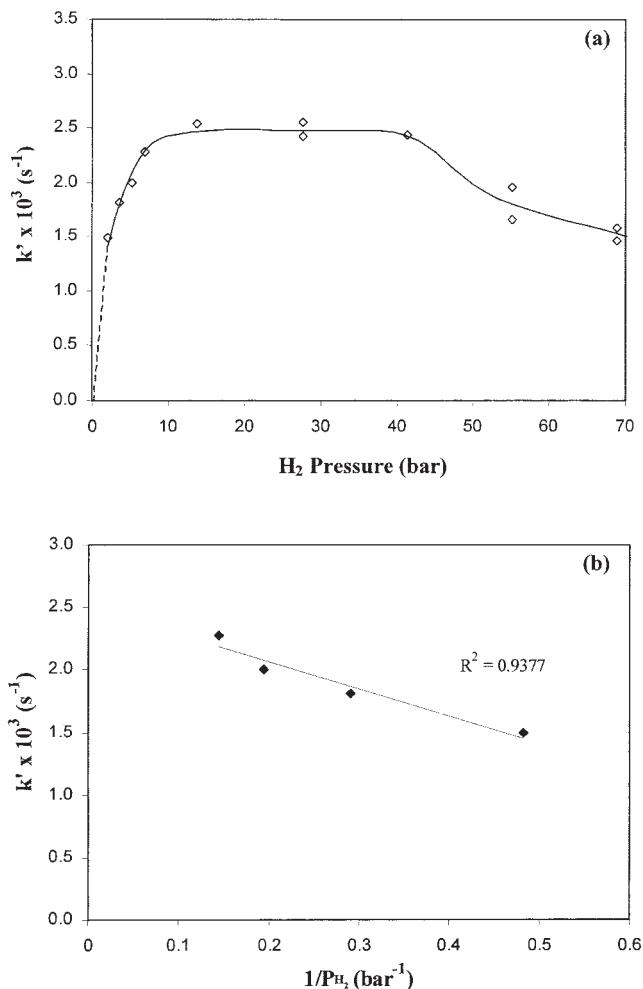 (a)
3.5
3.0
2.5
2.0
1.5
1.0
0.5
0.0
k' x 10³ (s⁻¹)
0 10 20 30 40 50 60 70
H₂ Pressure (bar)
(b)
3.0
2.5
2.0
1.5
1.0
0.5
0.0
k' x 10³ (s⁻¹)
R² = 0.9377
0 0.1 0.2 0.3 0.4 0.5 0.6
1/P_H₂ (bar⁻¹)